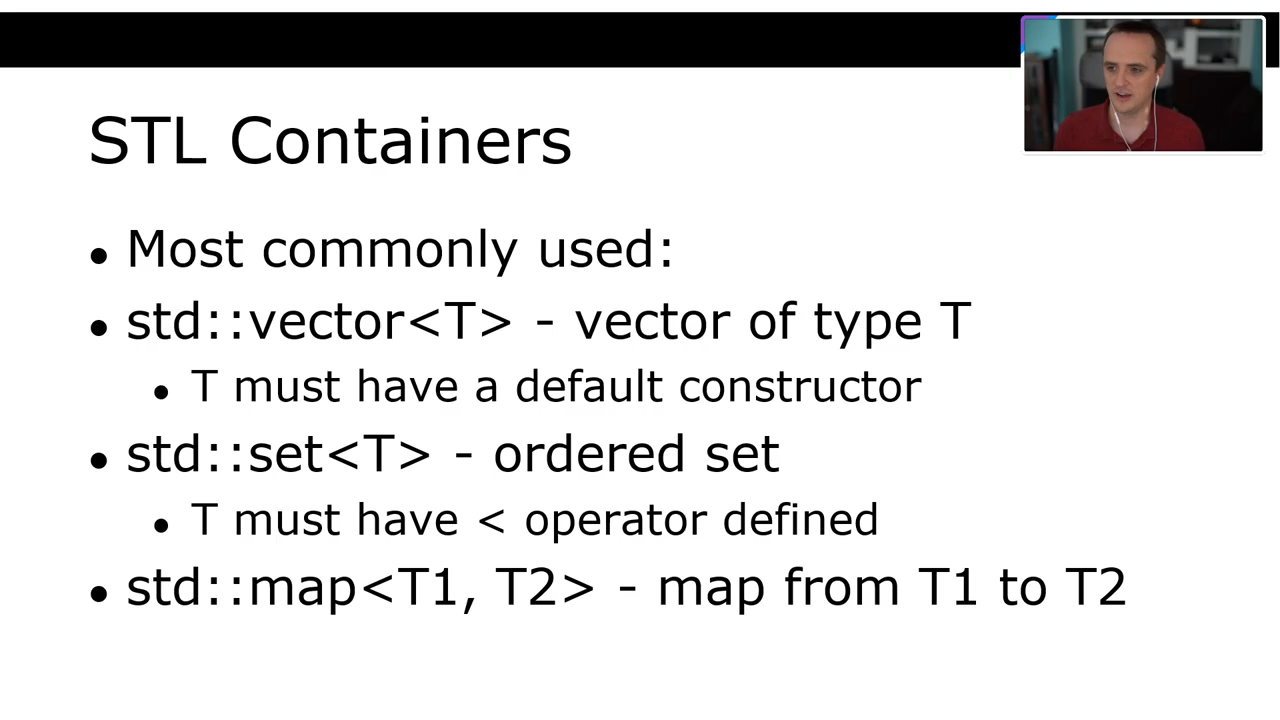 STL Containers
● Most commonly used:
● std::vector<T> - vector of type T
● T must have a default constructor
● std::set<T> - ordered set
● T must have < operator defined
● std::map<T1, T2> - map from T1 to T2